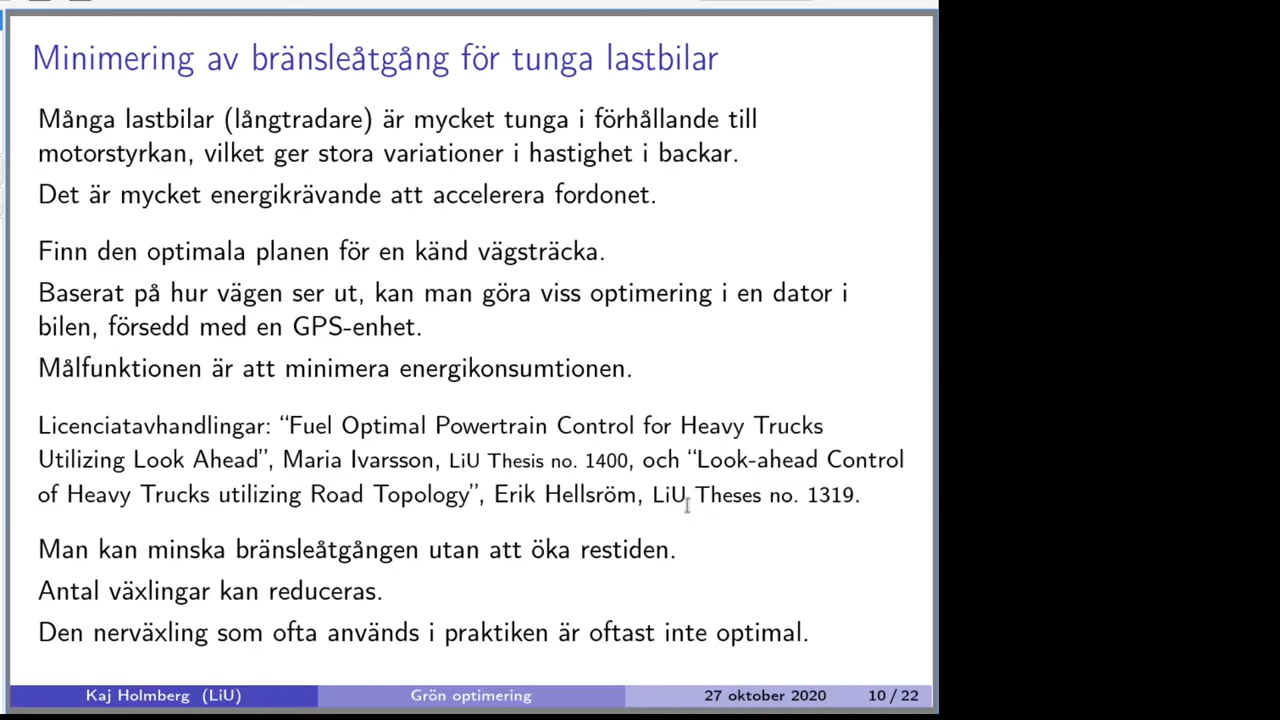 Minimering av bränsleåtgång för tunga lastbilar
Många lastbilar (långtradare) är mycket tunga i förhållande till
motorstyrkan, vilket ger stora variationer i hastighet i backar.
Det är mycket energikrävande att accelerera fordonet.
Finn den optimala planen för en känd vägsträcka.
Baserat på hur vägen ser ut, kan man göra viss optimering i en dator i
bilen, försedd med en GPS-enhet.
Målfunktionen är att minimera energikonsumtionen.
Licenciatavhandlingar: “Fuel Optimal Powertrain Control for Heavy Trucks
Utilizing Look Ahead”, Maria Ivarsson, LiU Thesis no. 1400, och “Look-ahead Control
of Heavy Trucks utilizing Road Topology”, Erik Hellsröm, LiU Theses no. 1319.
Man kan minska bränsleåtgången utan att öka restiden.
Antal växlingar kan reduceras.
Den nerväxling som ofta används i praktiken är oftast inte optimal.
Kaj Holmberg (LiU) Grön optimering 27 oktober 2020 10 / 22